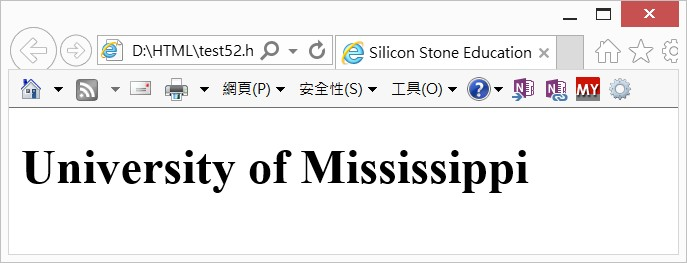 D:\HTML\test52.h
Silicon Stone Education
網頁(P) 安全性(S) 工具(O) ? N N MY
University of Mississippi